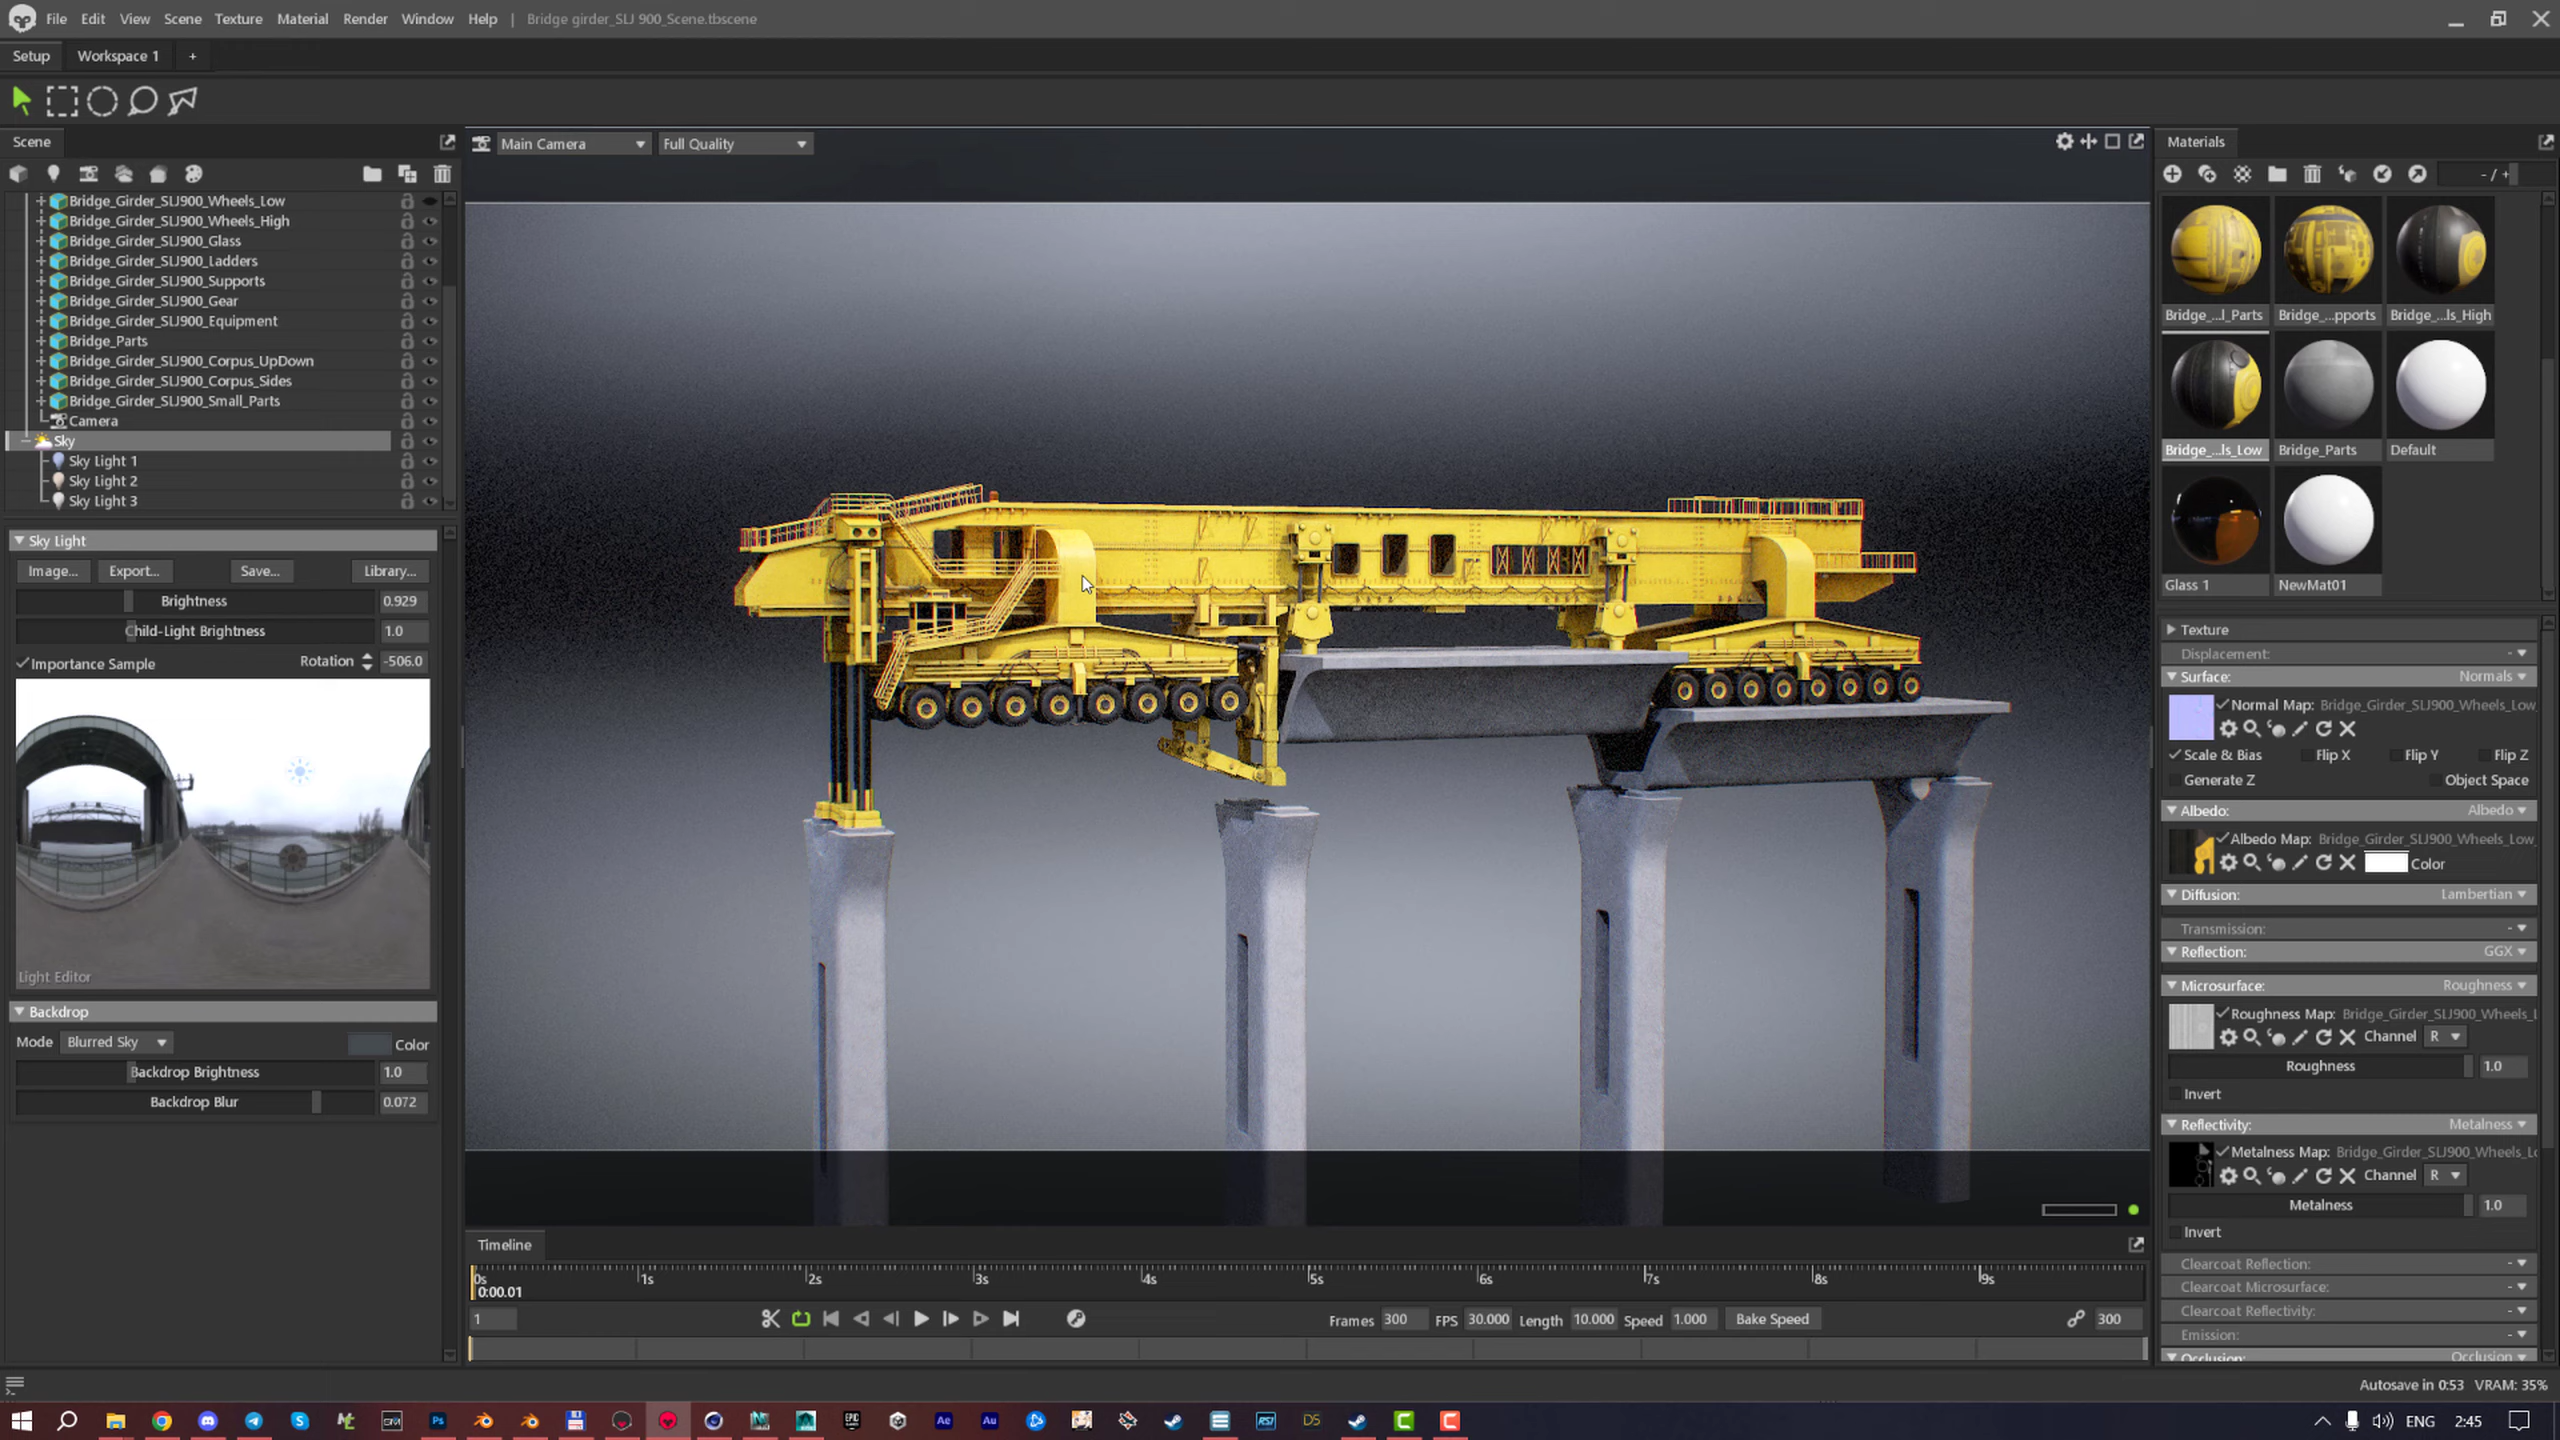 File Edit View Scene Texture Material Render Window Help | Bridge girder_SLJ 900_Scene.tbscene
Setup Workspace 1 +
Scene
Main Camera
Full Quality
Materials
- / +
Bridge_Girder_SLJ900_Wheels_Low
Bridge_Girder_SLJ900_Wheels_High
Bridge_Girder_SLJ900_Glass
Bridge_Girder_SLJ900_Ladders
Bridge_Girder_SLJ900_Supports
Bridge_Girder_SLJ900_Gear
Bridge_Girder_SLJ900_Equipment
Bridge_Parts
Bridge_Girder_SLJ900_Corpus_UpDown
Bridge_Girder_SLJ900_Corpus_Sides
Bridge_Girder_SLJ900_Small_Parts
Camera
Sky
Sky Light 1
Sky Light 2
Sky Light 3
Sky Light
Image... Export... Save... Library...
Brightness 0.929
Child-Light Brightness 1.0
Importance Sample Rotation -506.0
Light Editor
Backdrop
Mode Blurred Sky Color
Backdrop Brightness 1.0
Backdrop Blur 0.072
Bridge_...l_Parts Bridge_...pports Bridge_...ls_High
Bridge_...ls_Low Bridge_Parts Default
Glass 1 NewMat01
Texture
Displacement: -
Surface: Normals
Normal Map: Bridge_Girder_SLJ900_Wheels_Low
Scale & Bias Flip X Flip Y Flip Z
Generate Z Object Space
Albedo: Albedo
Albedo Map: Bridge_Girder_SLJ900_Wheels_Low
Color
Diffusion: Lambertian
Transmission: -
Reflection: GGX
Microsurface: Roughness
Roughness Map: Bridge_Girder_SLJ900_Wheels_L
Channel R
Roughness 1.0
Invert
Reflectivity: Metalness
Metalness Map: Bridge_Girder_SLJ900_Wheels_Lo
Channel R
Metalness 1.0
Invert
Clearcoat Reflection: -
Clearcoat Microsurface: -
Clearcoat Reflectivity: -
Emission: -
Occlusion: Occlusion
Timeline
0s 1s 2s 3s 4s 5s 6s 7s 8s 9s
0:00.01
1 Frames 300 FPS 30.000 Length 10.000 Speed 1.000 Bake Speed 300
Autosave in 0:53 VRAM: 35%
Ps EPIC GAMES Ae Au RSI DS C C ENG 2:45